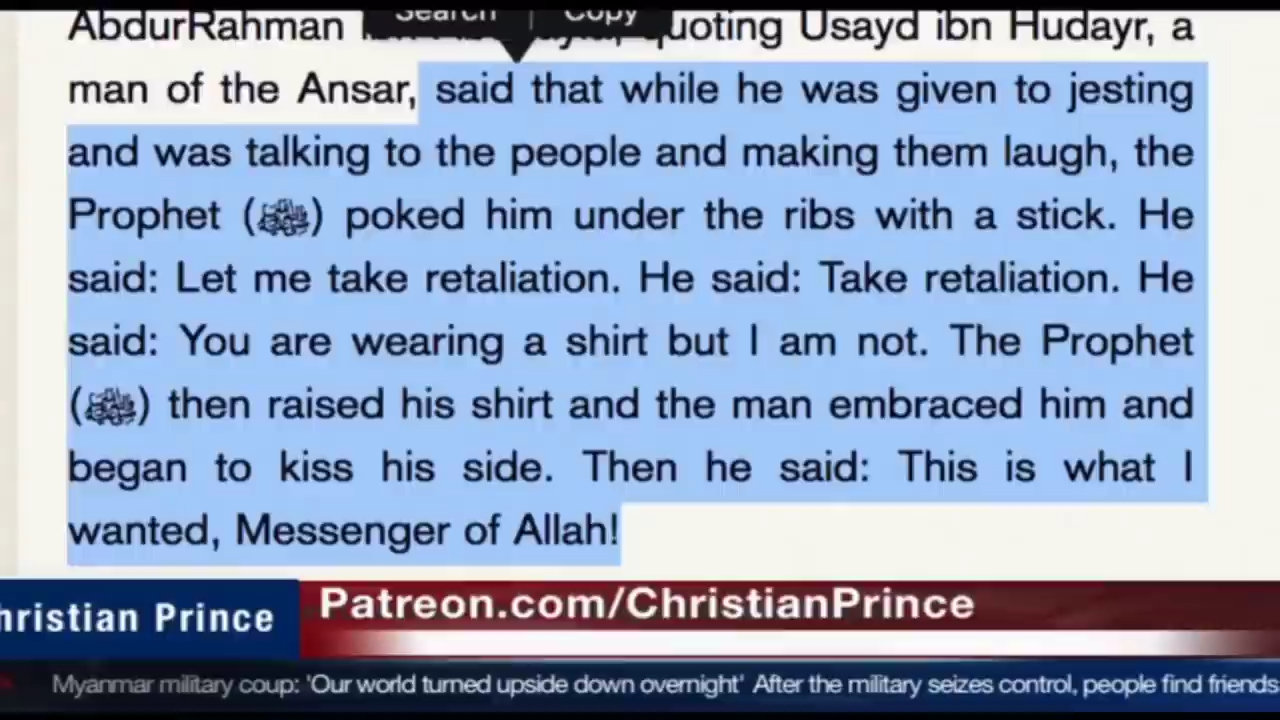 Search | Copy
AbdurRahman quoting Usayd ibn Hudayr, a
man of the Ansar, said that while he was given to jesting
and was talking to the people and making them laugh, the
Prophet (ﷺ) poked him under the ribs with a stick. He
said: Let me take retaliation. He said: Take retaliation. He
said: You are wearing a shirt but I am not. The Prophet
(ﷺ) then raised his shirt and the man embraced him and
began to kiss his side. Then he said: This is what I
wanted, Messenger of Allah!
hristian Prince
Patreon.com/ChristianPrince
Myanmar military coup: 'Our world turned upside down overnight' After the military seizes control, people find friends